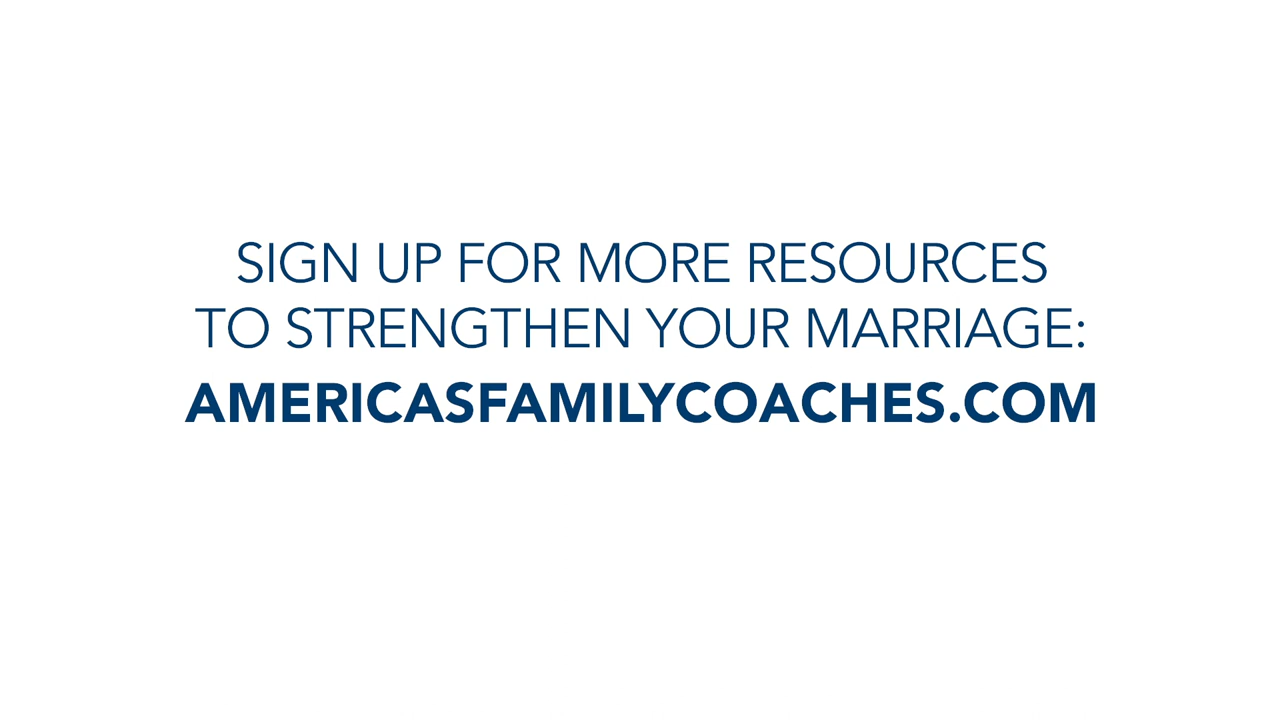 SIGN UP FOR MORE RESOURCES
TO STRENGTHEN YOUR MARRIAGE:
AMERICASFAMILYCOACHES.COM